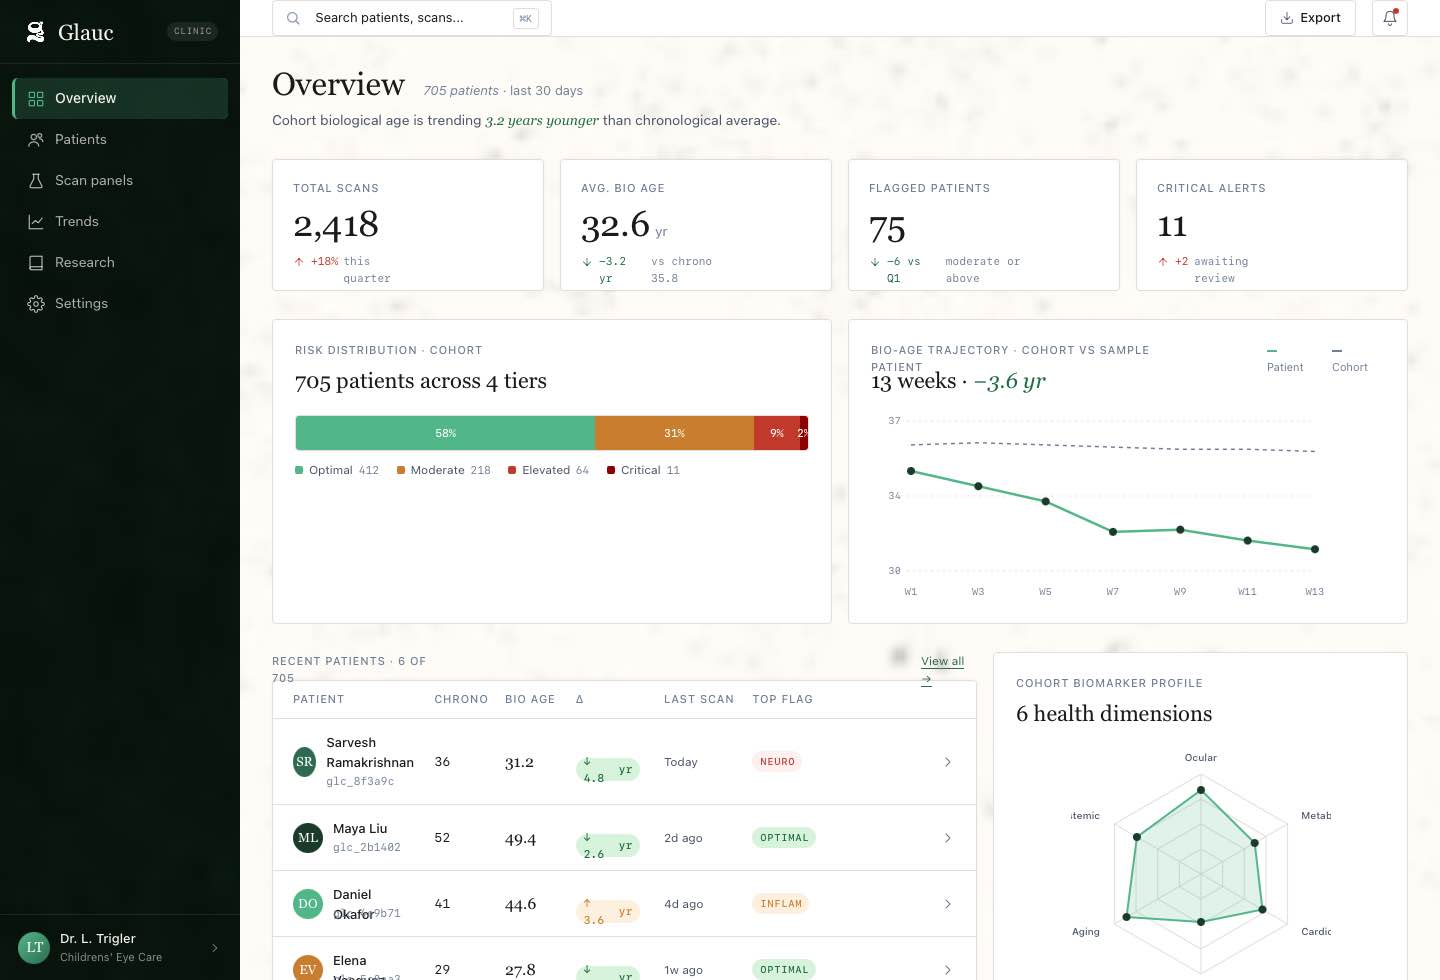 Glauc
CLINIC
Search patients, scans...
⌘K
Export
Overview
Patients
Scan panels
Trends
Research
Settings
Overview 705 patients · last 30 days
Cohort biological age is trending 3.2 years younger than chronological average.
TOTAL SCANS
2,418
↑ +18% this
quarter
AVG. BIO AGE
32.6 yr
↓ −3.2 vs chrono
yr 35.8
FLAGGED PATIENTS
75
↓ −6 vs moderate or
Q1 above
CRITICAL ALERTS
11
↑ +2 awaiting
review
RISK DISTRIBUTION · COHORT
705 patients across 4 tiers
58% 31% 9% 2%
Optimal 412 Moderate 218 Elevated 64 Critical 11
BIO-AGE TRAJECTORY · COHORT VS SAMPLE
PATIENT
13 weeks · −3.6 yr
Patient Cohort
37
34
30
W1 W3 W5 W7 W9 W11 W13
RECENT PATIENTS · 6 OF
705
View all
→
PATIENT CHRONO BIO AGE Δ LAST SCAN TOP FLAG
SR Sarvesh
Ramakrishnan
glc_8f3a9c
36 31.2 ↓ 4.8 yr Today NEURO
ML Maya Liu
glc_2b1402
52 49.4 ↓ 2.6 yr 2d ago OPTIMAL
DO Daniel
Okafor
9b71
41 44.6 ↑ 3.6 yr 4d ago INFLAM
EV Elena
29 27.8 ↓ yr 1w ago OPTIMAL
COHORT BIOMARKER PROFILE
6 health dimensions
Ocular
Metab
Cardic
Aging
temic
LT Dr. L. Trigler
Childrens' Eye Care